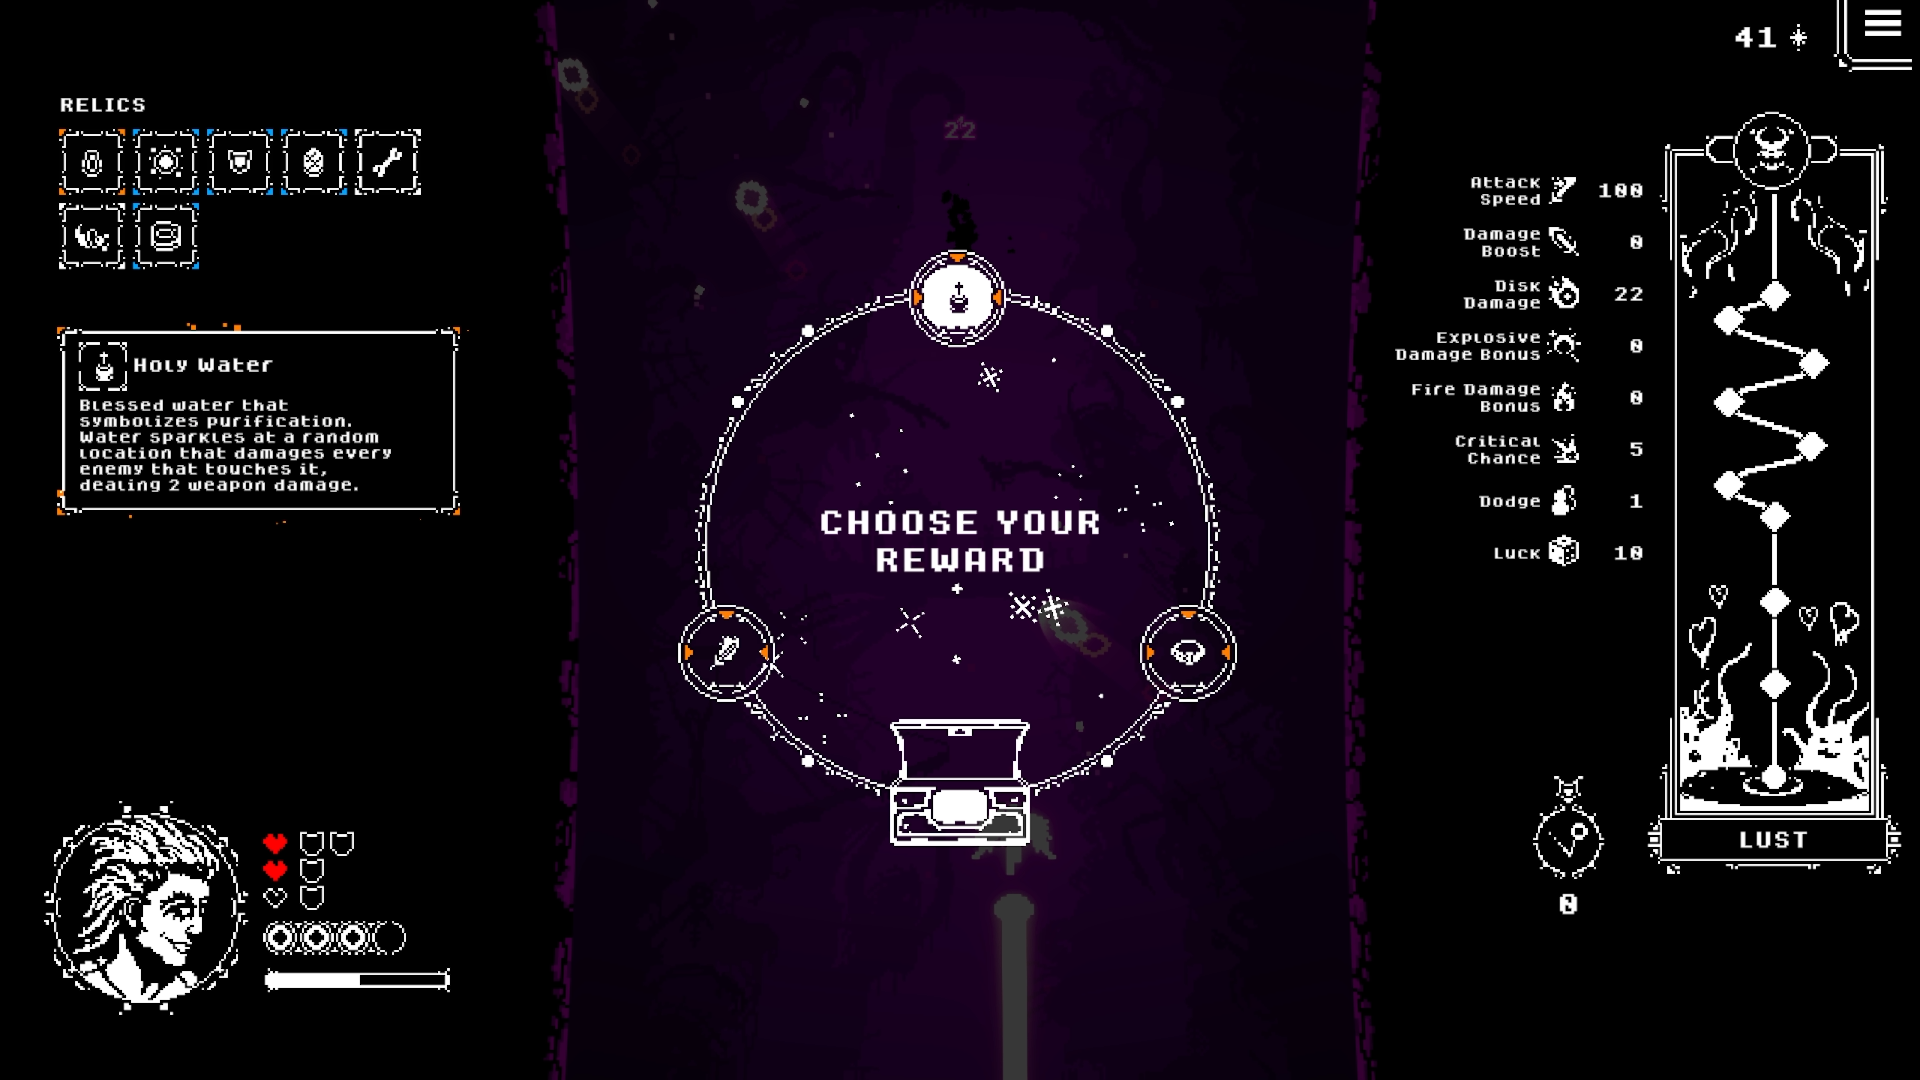 41
RELICS
22
Holy Water
Blessed water that
symbolizes purification.
Water sparkles at a random
location that damages every
enemy that touches it,
dealing 2 weapon damage.
CHOOSE YOUR
REWARD
Attack
Speed
100
Damage
Boost
0
Disk
Damage
22
Explosive
Damage Bonus
0
Fire Damage
Bonus
0
Critical
Chance
5
Dodge
1
Luck
10
LUST
0